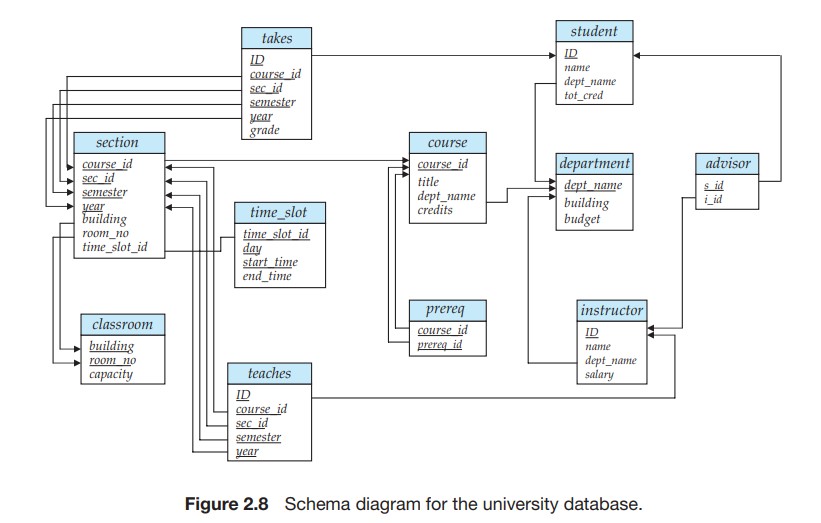 takes
ID
course_id
sec_id
semester
year
grade
student
ID
name
dept_name
tot_cred
section
course_id
sec_id
semester
year
building
room_no
time_slot_id
course
course_id
title
dept_name
credits
department
dept_name
building
budget
advisor
s_id
i_id
time_slot
time_slot_id
day
start_time
end_time
prereq
course_id
prereq_id
instructor
ID
name
dept_name
salary
classroom
building
room_no
capacity
teaches
ID
course_id
sec_id
semester
year
Figure 2.8 Schema diagram for the university database.